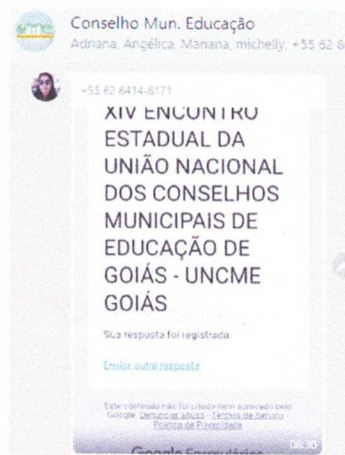 Conselho Mun. Educação
Adriana, Angélica, Mariana, michelly, +55 62 8
+55 62 8414-8171
XIV ENCONTRO
ESTADUAL DA
UNIÃO NACIONAL
DOS CONSELHOS
MUNICIPAIS DE
EDUCAÇÃO DE
GOIÁS - UNCME
GOIÁS
Sua resposta foi registrada.
Enviar outra resposta
Este conteúdo não foi criado nem aprovado pelo
Google. Denunciar abuso - Termos de Serviço -
Política de Privacidade
Google Formulários
06:30